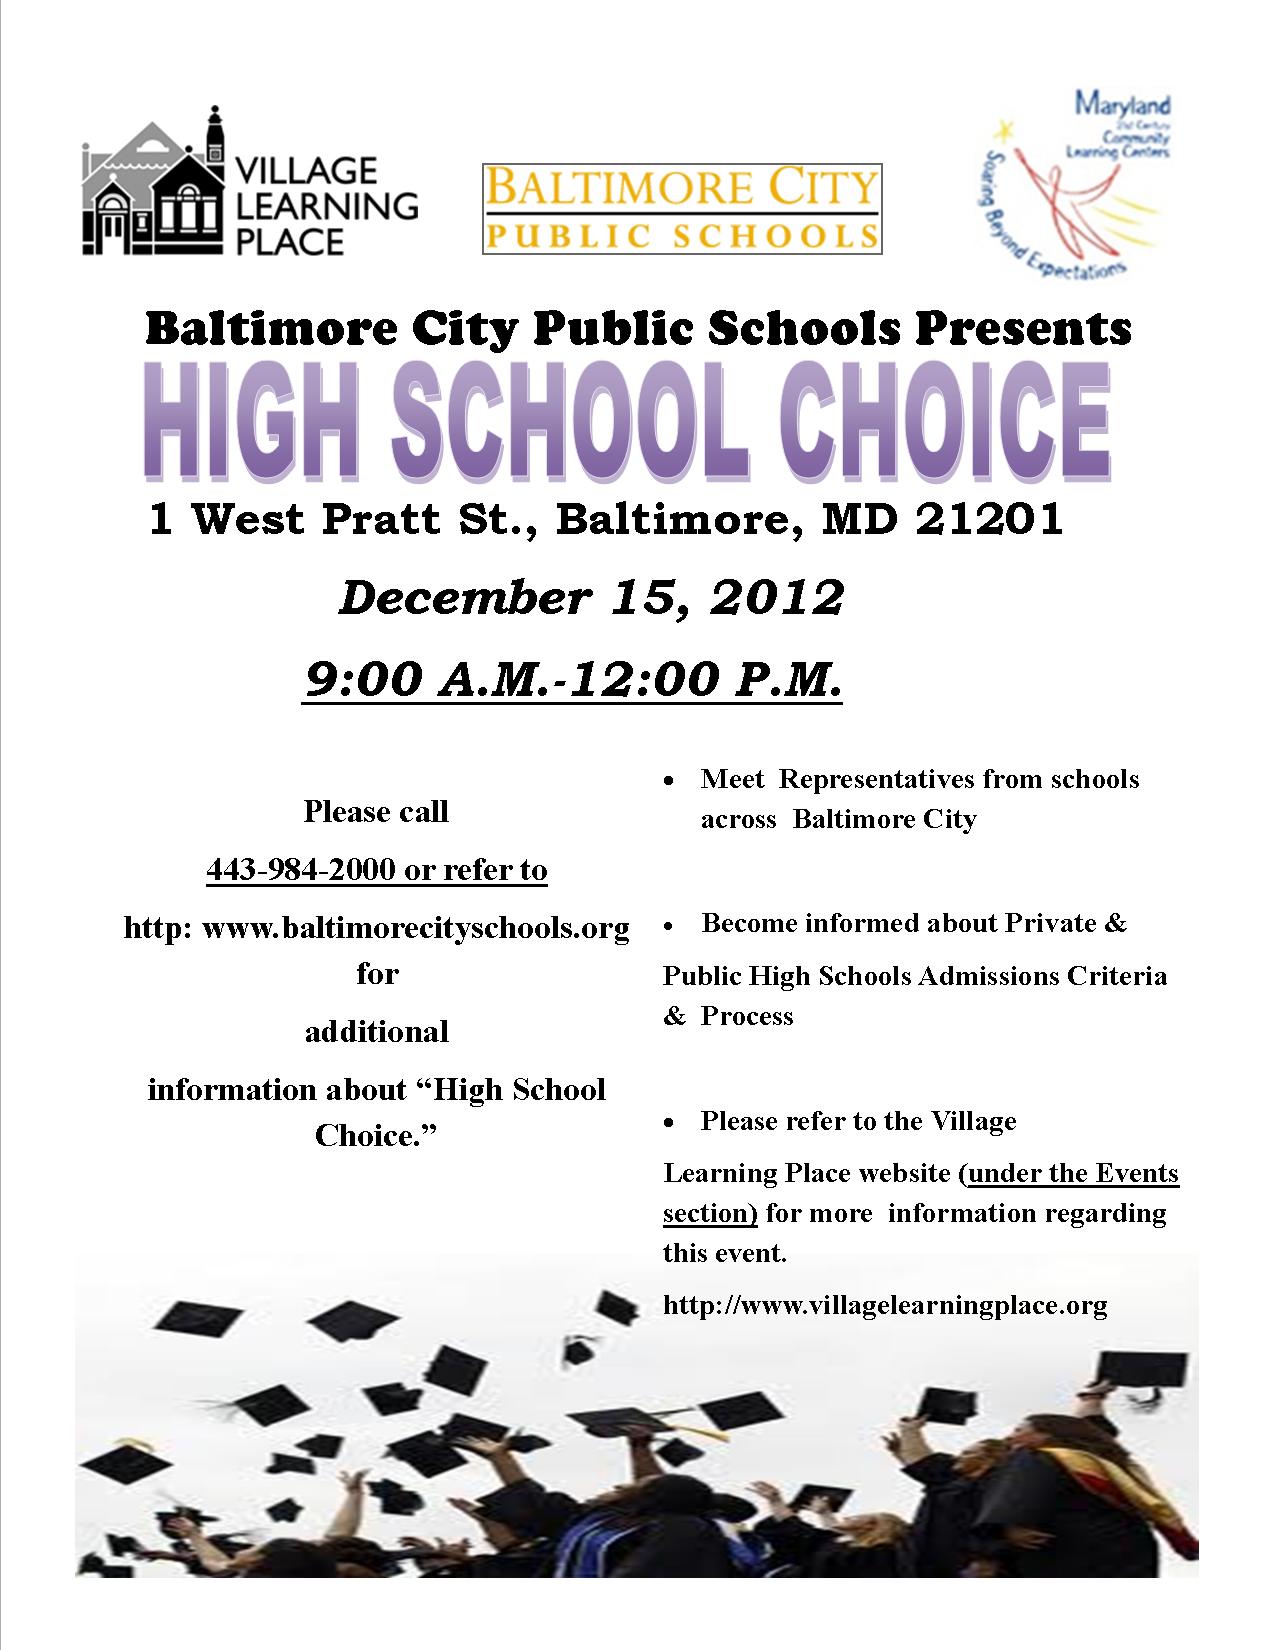 VILLAGE
LEARNING
PLACE
BALTIMORE CITY
PUBLIC SCHOOLS
Maryland
21st Century
Community
Learning Centers
Soaring Beyond Expectations
Baltimore City Public Schools Presents
HIGH SCHOOL CHOICE
1 West Pratt St., Baltimore, MD 21201
December 15, 2012
9:00 A.M.-12:00 P.M.
Please call
443-984-2000 or refer to
http: www.baltimorecityschools.org
for
additional
information about “High School
Choice.”
• Meet Representatives from schools
across Baltimore City
• Become informed about Private &
Public High Schools Admissions Criteria
& Process
• Please refer to the Village
Learning Place website (under the Events
section) for more information regarding
this event.
http://www.villagelearningplace.org